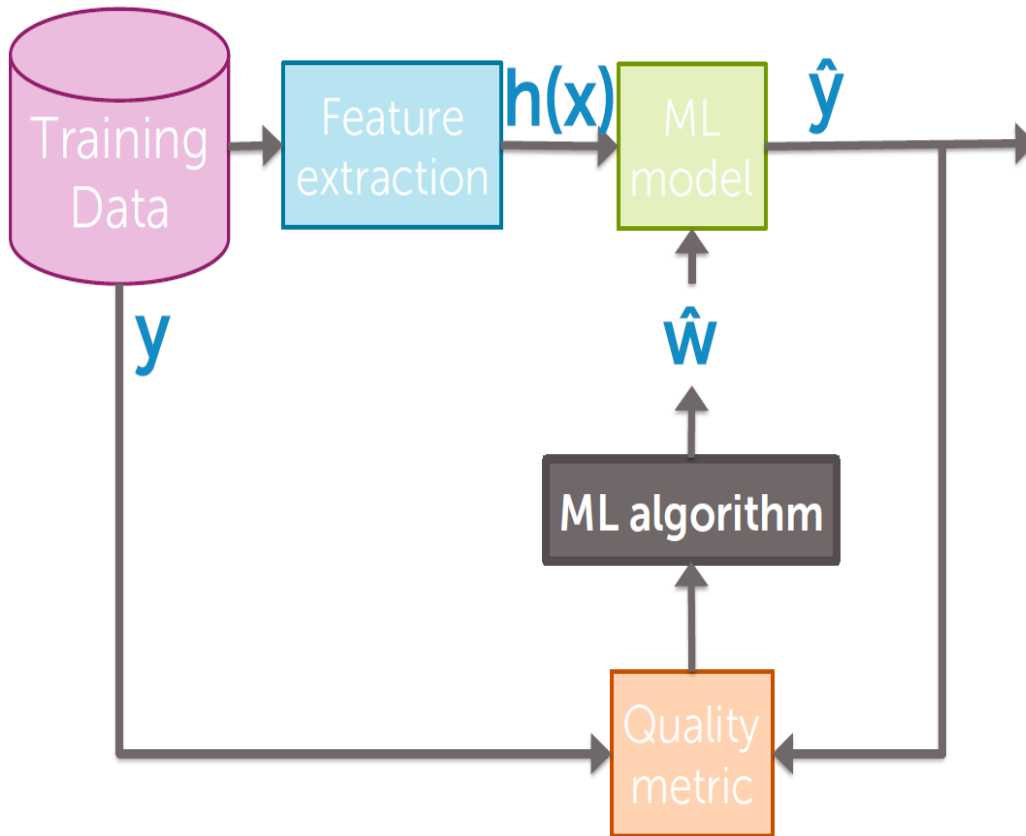 Training
Data
Feature
extraction
h(x)
ML
model
ŷ
y
ŵ
ML algorithm
Quality
metric